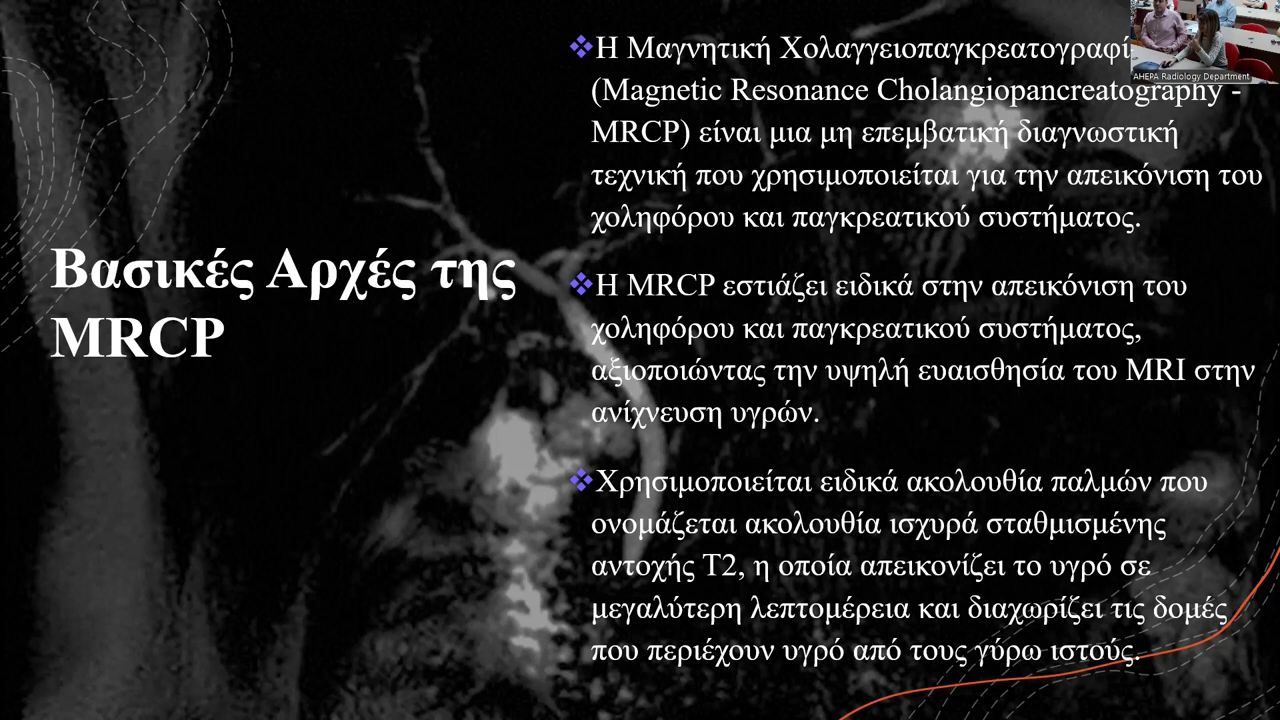 Βασικές Αρχές της
MRCP
Η Μαγνητική Χολαγγειοπαγκρεατογραφί
(Magnetic Resonance Cholangiopancreatography -
MRCP) είναι μια μη επεμβατική διαγνωστική
τεχνική που χρησιμοποιείται για την απεικόνιση του
χοληφόρου και παγκρεατικού συστήματος.
Η MRCP εστιάζει ειδικά στην απεικόνιση του
χοληφόρου και παγκρεατικού συστήματος,
αξιοποιώντας την υψηλή ευαισθησία του MRI στην
ανίχνευση υγρών.
Χρησιμοποιείται ειδικά ακολουθία παλμών που
ονομάζεται ακολουθία ισχυρά σταθμισμένης
αντοχής Τ2, η οποία απεικονίζει το υγρό σε
μεγαλύτερη λεπτομέρεια και διαχωρίζει τις δομές
που περιέχουν υγρό από τους γύρω ιστούς.
AHEPA Radiology Department